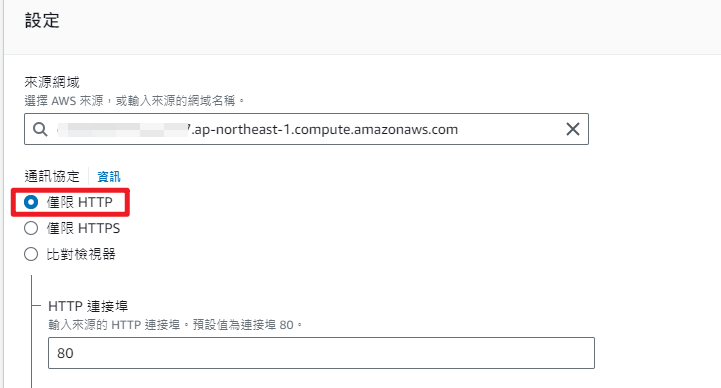 設定
來源網域
選擇 AWS 來源，或輸入來源的網域名稱。
7.ap-northeast-1.compute.amazonaws.com
通訊協定 資訊
僅限 HTTP
僅限 HTTPS
比對檢視器
HTTP 連接埠
輸入來源的 HTTP 連接埠。預設值為連接埠 80。
80